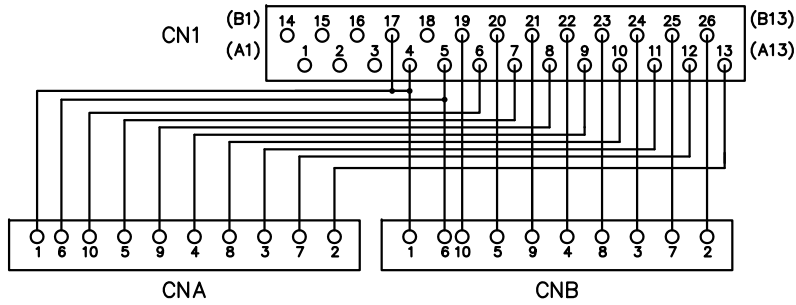 (B1) 14 15 16 17 18 19 20 21 22 23 24 25 26 (B13)
CN1
(A1) 1 2 3 4 5 6 7 8 9 10 11 12 13 (A13)
1 6 10 5 9 4 8 3 7 2
1 6 10 5 9 4 8 3 7 2
CNA
CNB